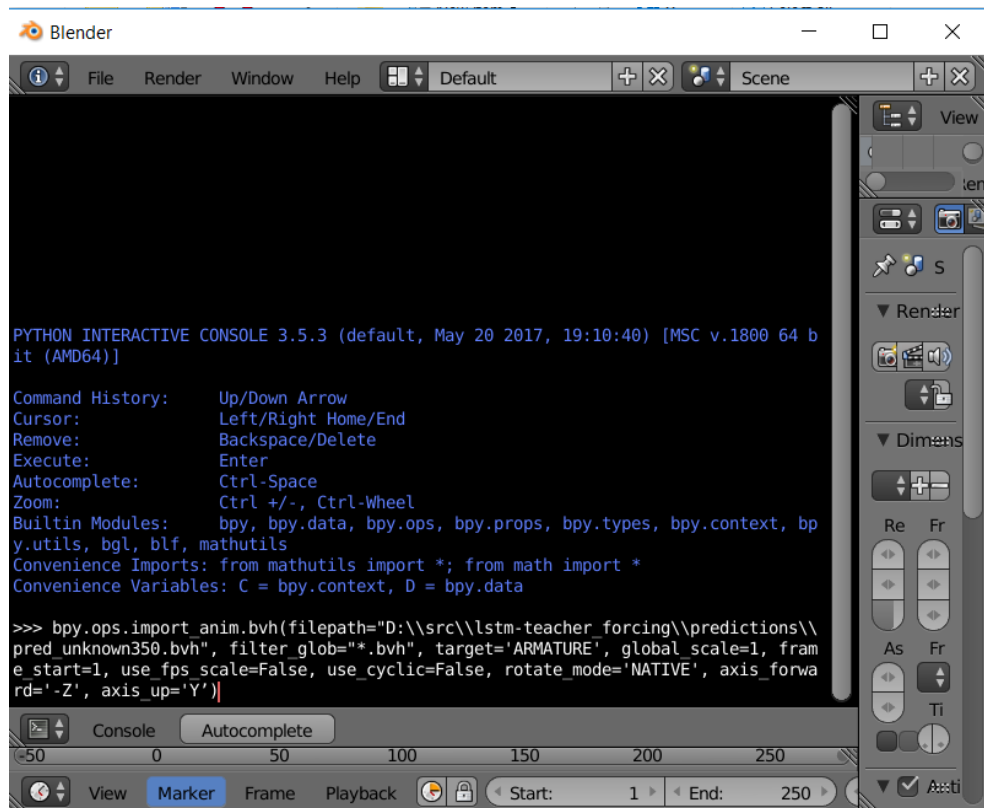 Blender
File Render Window Help Default Scene
View
PYTHON INTERACTIVE CONSOLE 3.5.3 (default, May 20 2017, 19:10:40) [MSC v.1800 64 b
it (AMD64)]
Command History: Up/Down Arrow
Cursor: Left/Right Home/End
Remove: Backspace/Delete
Execute: Enter
Autocomplete: Ctrl-Space
Zoom: Ctrl +/-, Ctrl-Wheel
Builtin Modules: bpy, bpy.data, bpy.ops, bpy.props, bpy.types, bpy.context, bp
y.utils, bgl, blf, mathutils
Convenience Imports: from mathutils import *; from math import *
Convenience Variables: C = bpy.context, D = bpy.data
>>> bpy.ops.import_anim.bvh(filepath="D:\\src\\lstm-teacher_forcing\\predictions\\
pred_unknown350.bvh", filter_glob="*.bvh", target='ARMATURE', global_scale=1, fram
e_start=1, use_fps_scale=False, use_cyclic=False, rotate_mode='NATIVE', axis_forwa
rd='-Z', axis_up='Y’)
S
Render
Dimens
Re Fr
As Fr
Ti
Console Autocomplete
-50 0 50 100 150 200 250
View Marker Frame Playback Start: 1 End: 250